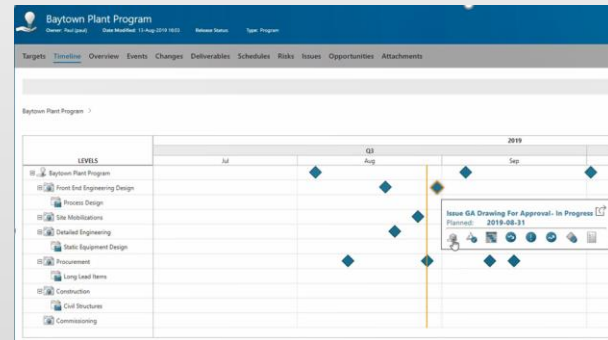 Baytown Plant Program
Owner: Paul (paul) Date Modified: 13-Aug-2019 16:03 Release Status: Type: Program
Targets Timeline Overview Events Changes Deliverables Schedules Risks Issues Opportunities Attachments
Baytown Plant Program >
2019
Q3
LEVELS Jul Aug Sep
Baytown Plant Program
Front End Engineering Design
Process Design
Issue GA Drawing For Approval- In Progress
Planned: 2019-08-31
Site Mobilizations
Detailed Engineering
Static Equipment Design
Procurement
Long Lead Items
Construction
Civil Structures
Commissioning